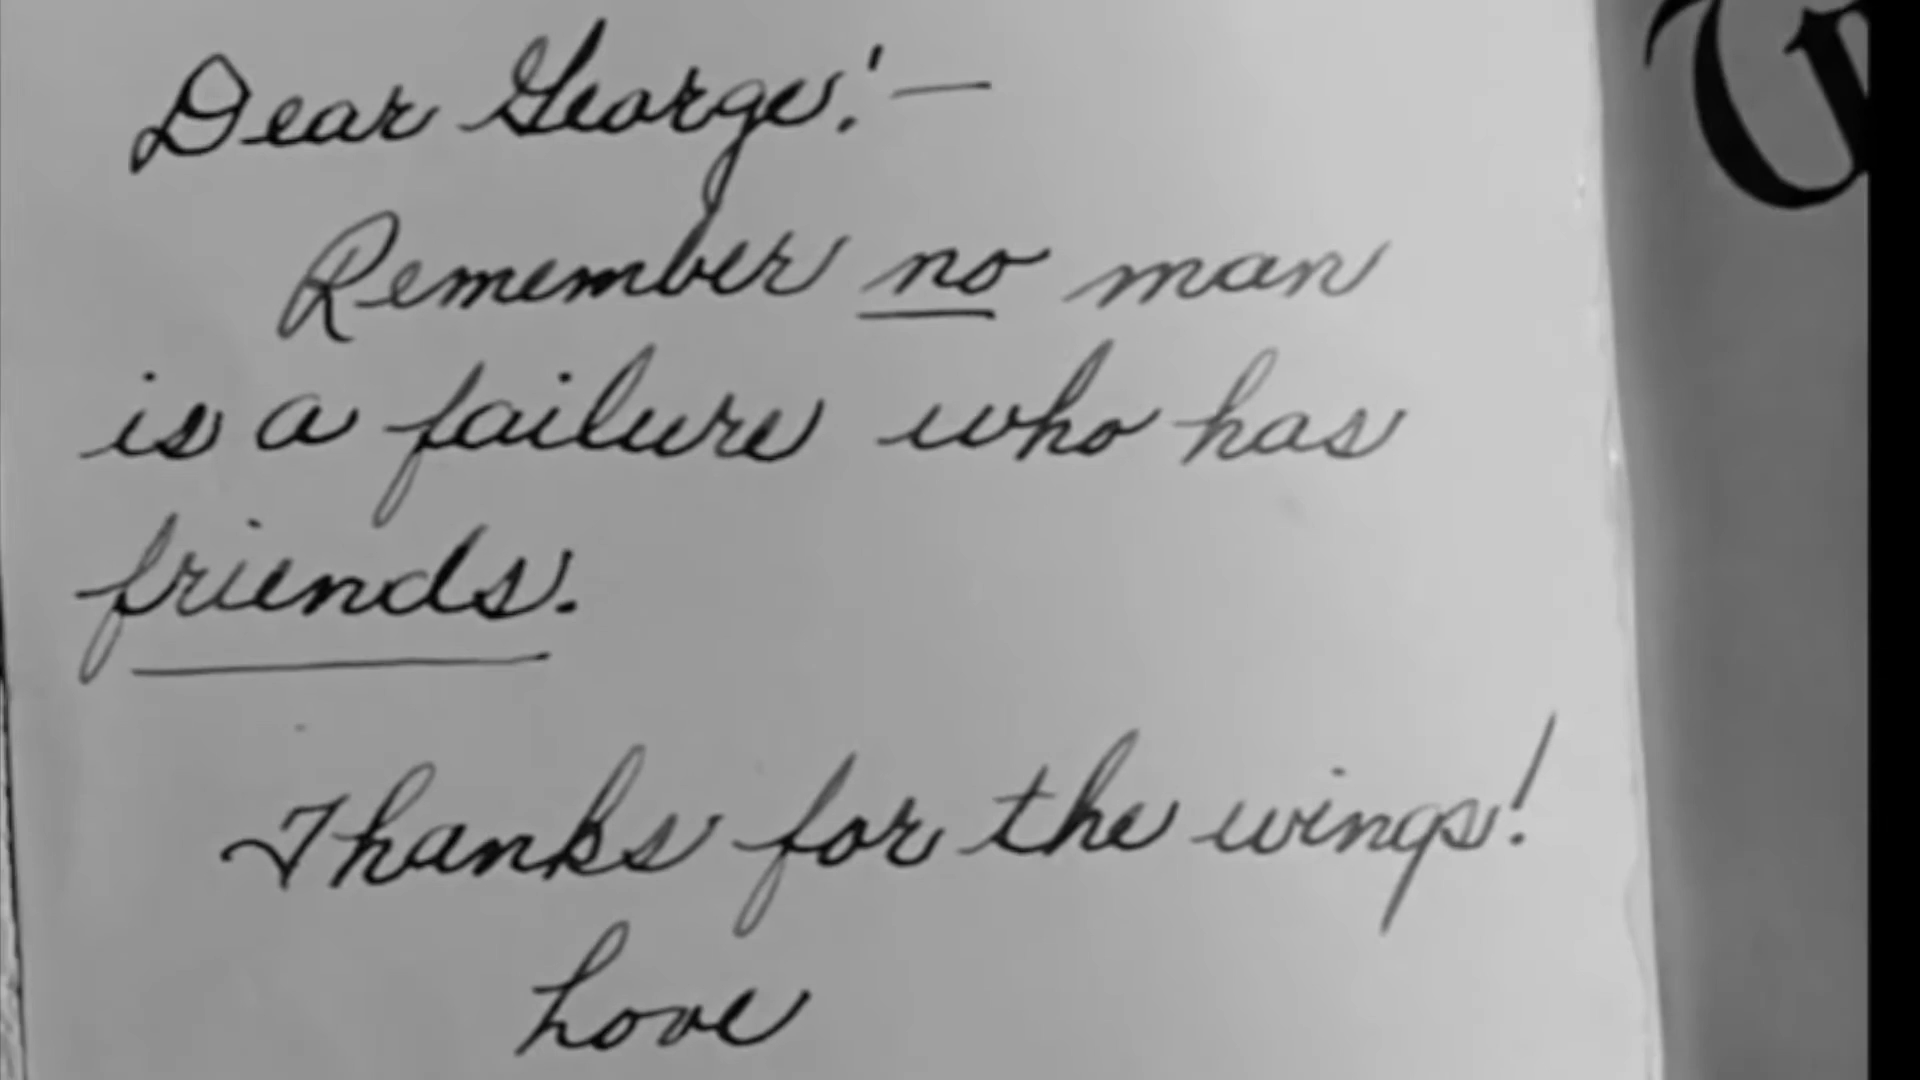 Dear George:—
Remember no man
is a failure who has
friends.
Thanks for the wings!
Love